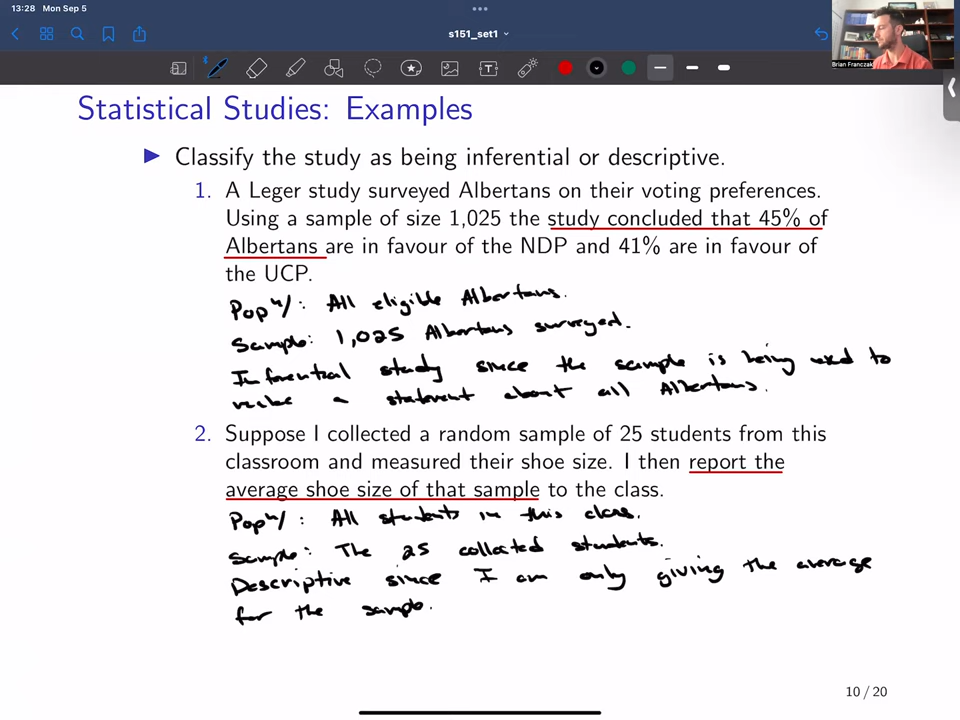 13:28 Mon Sep 5
s151_set1
Brian Franczak
Statistical Studies: Examples
Classify the study as being inferential or descriptive.
1. A Leger study surveyed Albertans on their voting preferences.
Using a sample of size 1,025 the study concluded that 45% of
Albertans are in favour of the NDP and 41% are in favour of
the UCP.
Popⁿ/: All eligible Albertans.
Sample: 1,025 Albertans surveyed.
Inferential study since the sample is being used to
make a statement about all Albertans.
2. Suppose I collected a random sample of 25 students from this
classroom and measured their shoe size. I then report the
average shoe size of that sample to the class.
Popⁿ/: All students in this class.
Sample: The 25 collected students.
Descriptive since I am only giving the average
for the sample.
10 / 20